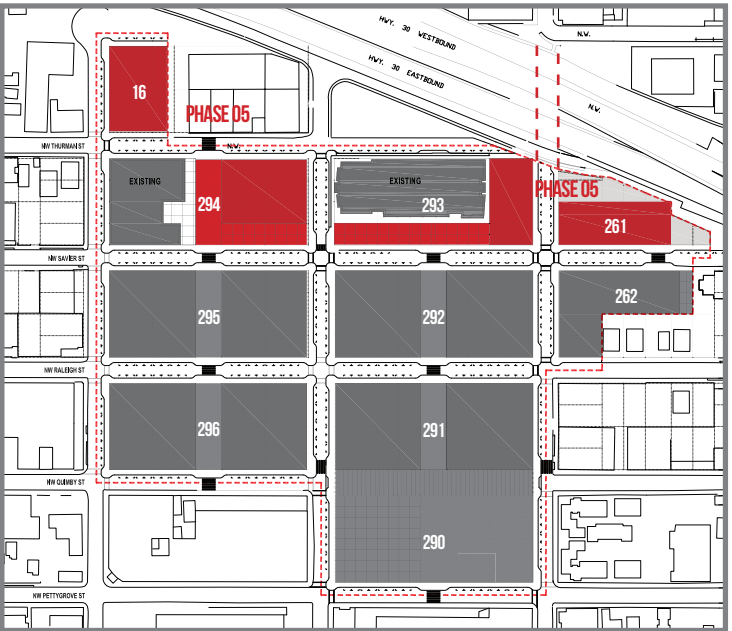 HWY. 30 WESTBOUND
N.W.
HWY. 30 EASTBOUND
16
PHASE 05
N.W.
NW THURMAN ST
N.W.
EXISTING
294
EXISTING
293
PHASE 05
261
NW SAVIER ST
295
292
262
NW RALEIGH ST
296
291
NW QUIMBY ST
290
NW PETTYGROVE ST